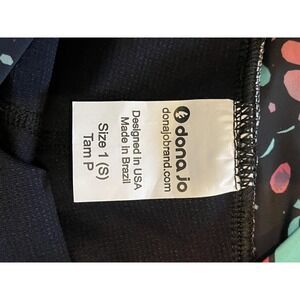 dona jo
donajobrand.com
Designed in USA
Made in Brazil
Size 1 (S)
Tam P